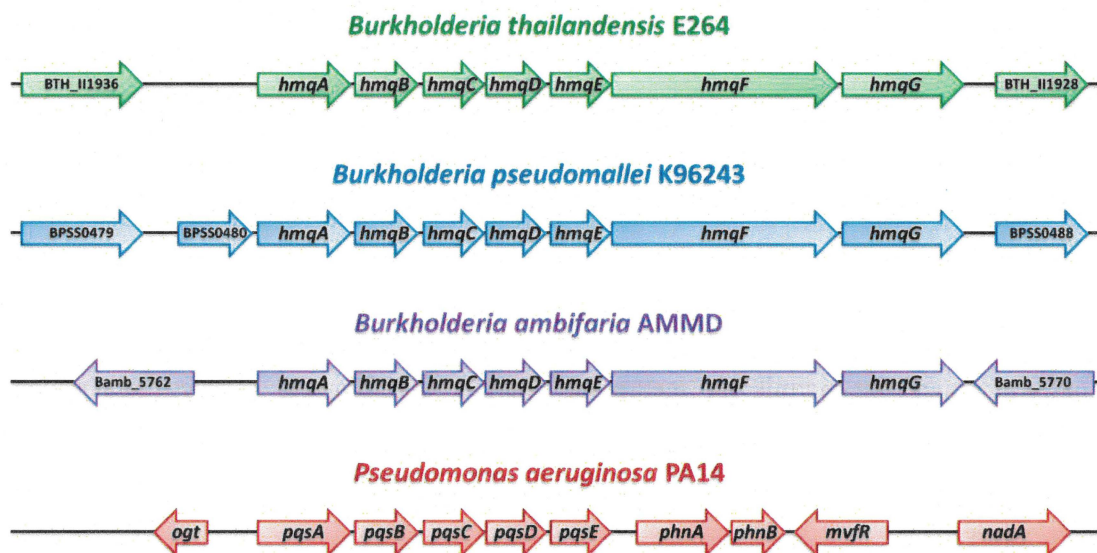 Burkholderia thailandensis E264
BTH_II1936 hmqA hmqB hmqC hmqD hmqE hmqF hmqG BTH_II1928
Burkholderia pseudomallei K96243
BPSS0479 BPSS0480 hmqA hmqB hmqC hmqD hmqE hmqF hmqG BPSS0488
Burkholderia ambifaria AMMD
Bamb_5762 hmqA hmqB hmqC hmqD hmqE hmqF hmqG Bamb_5770
Pseudomonas aeruginosa PA14
ogt pqsA pqsB pqsC pqsD pqsE phnA phnB mvfR nadA